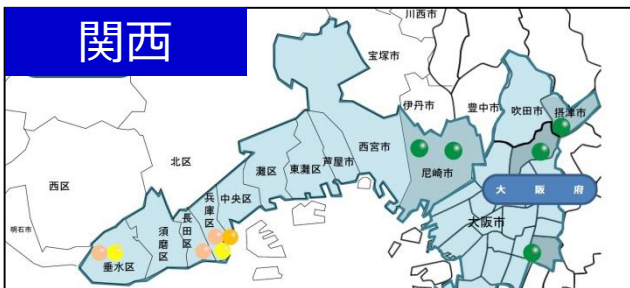 関西
川西市
宝塚市
伊丹市
豊中市
吹田市
摂津市
北区
西区
明石市
垂水区
須磨区
長田区
兵庫区
中央区
灘区
東灘区
芦屋市
西宮市
尼崎市
大阪府
大阪市